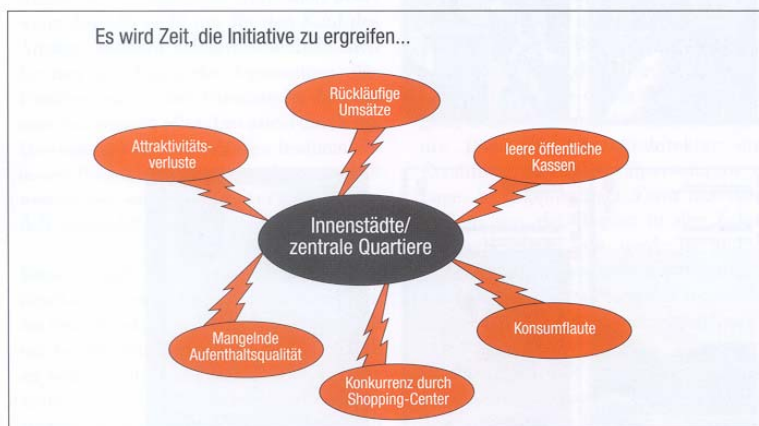 Es wird Zeit, die Initiative zu ergreifen...
Rückläufige
Umsätze
Attraktivitäts-
verluste
leere öffentliche
Kassen
Innenstädte/
zentrale Quartiere
Mangelnde
Aufenthaltsqualität
Konsumflaute
Konkurrenz durch
Shopping-Center